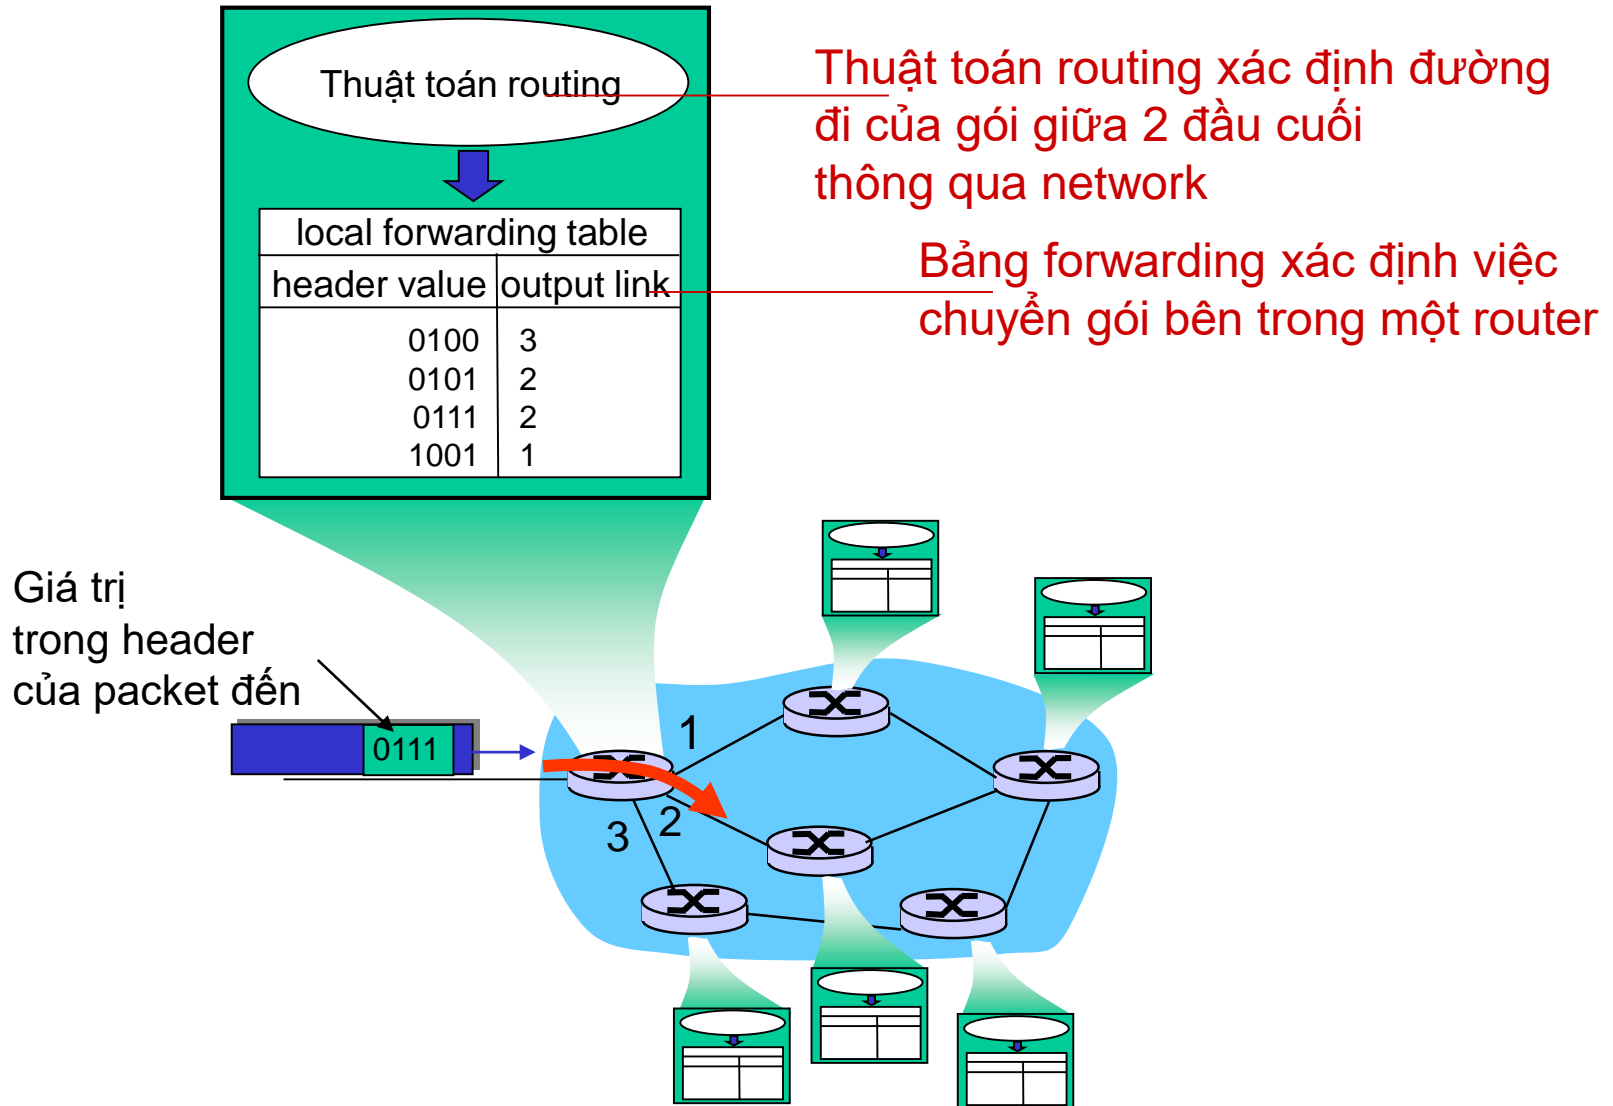 Thuật toán routing
Thuật toán routing xác định đường
đi của gói giữa 2 đầu cuối
thông qua network
local forwarding table
header value output link
0100 3
0101 2
0111 2
1001 1
Bảng forwarding xác định việc
chuyển gói bên trong một router
Giá trị
trong header
của packet đến
0111
1
2
3